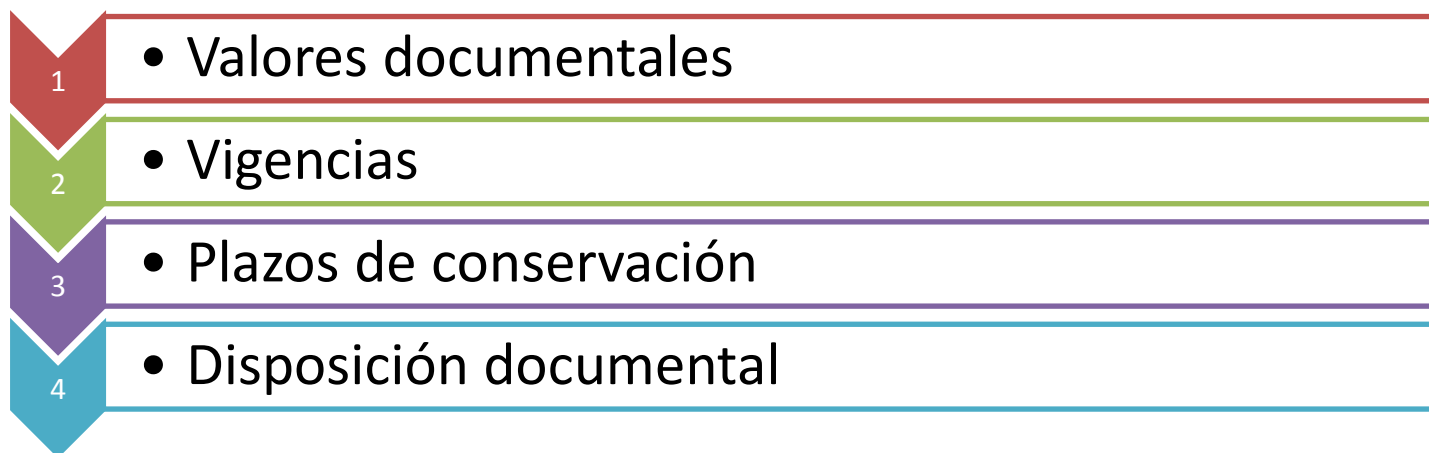 1 • Valores documentales
2 • Vigencias
3 • Plazos de conservación
4 • Disposición documental